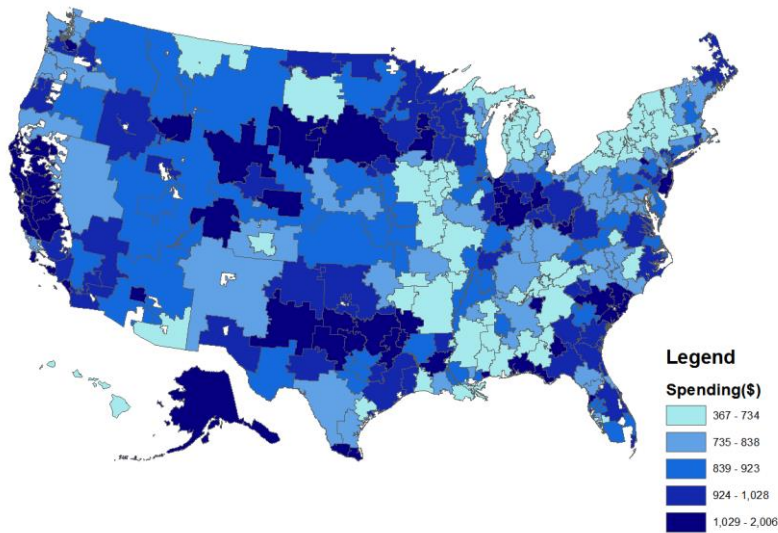 Legend
Spending($)
367 - 734
735 - 838
839 - 923
924 - 1,028
1,029 - 2,006